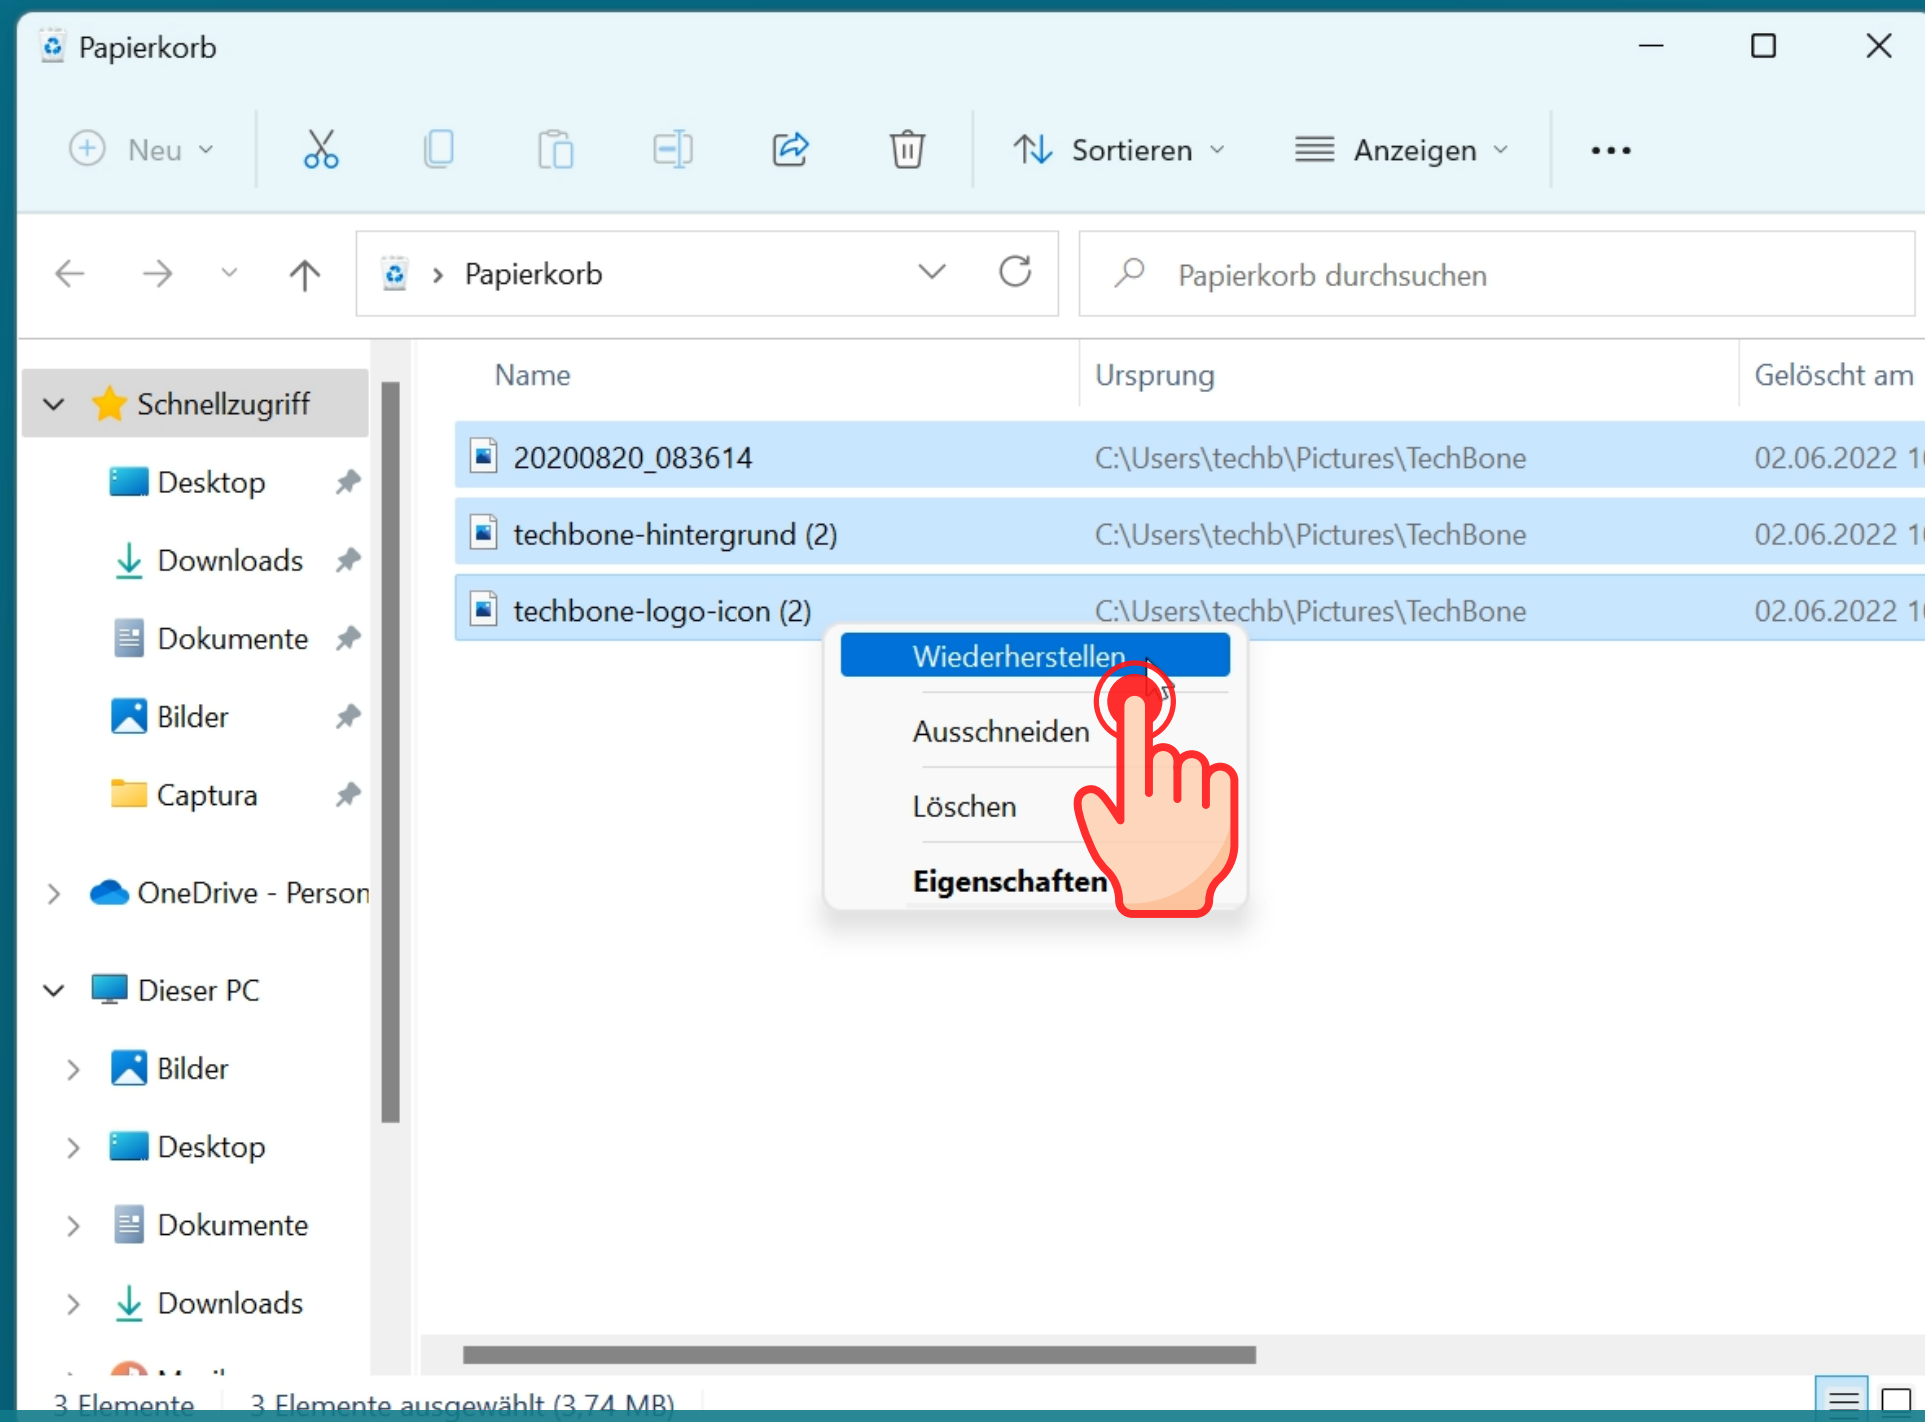 Papierkorb
Neu
Sortieren
Anzeigen
Papierkorb
Papierkorb durchsuchen
Name Ursprung Gelöscht am
Schnellzugriff
20200820_083614 C:\Users\techb\Pictures\TechBone 02.06.2022
Desktop
techbone-hintergrund (2) C:\Users\techb\Pictures\TechBone 02.06.2022
Downloads
techbone-logo-icon (2) C:\Users\techb\Pictures\TechBone 02.06.2022
Dokumente
Wiederherstellen
Bilder
Ausschneiden
Captura
Löschen
Eigenschaften
OneDrive - Person
Dieser PC
Bilder
Desktop
Dokumente
Downloads
3 Elemente 3 Elemente ausgewählt (3,74 MB)